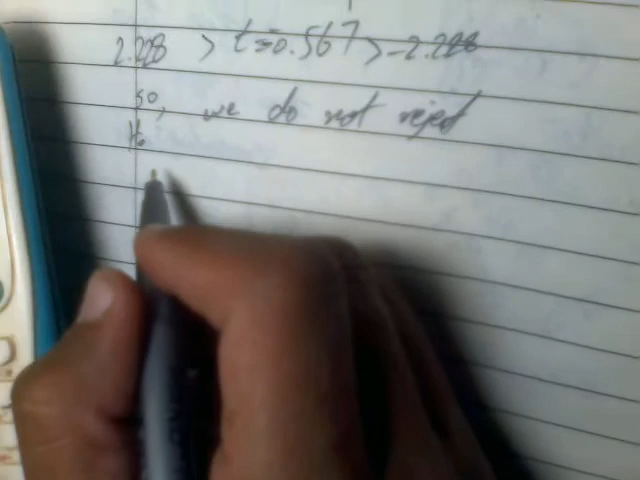 2.228 > t=0.567 > -2.228
so, we do not reject
H₀